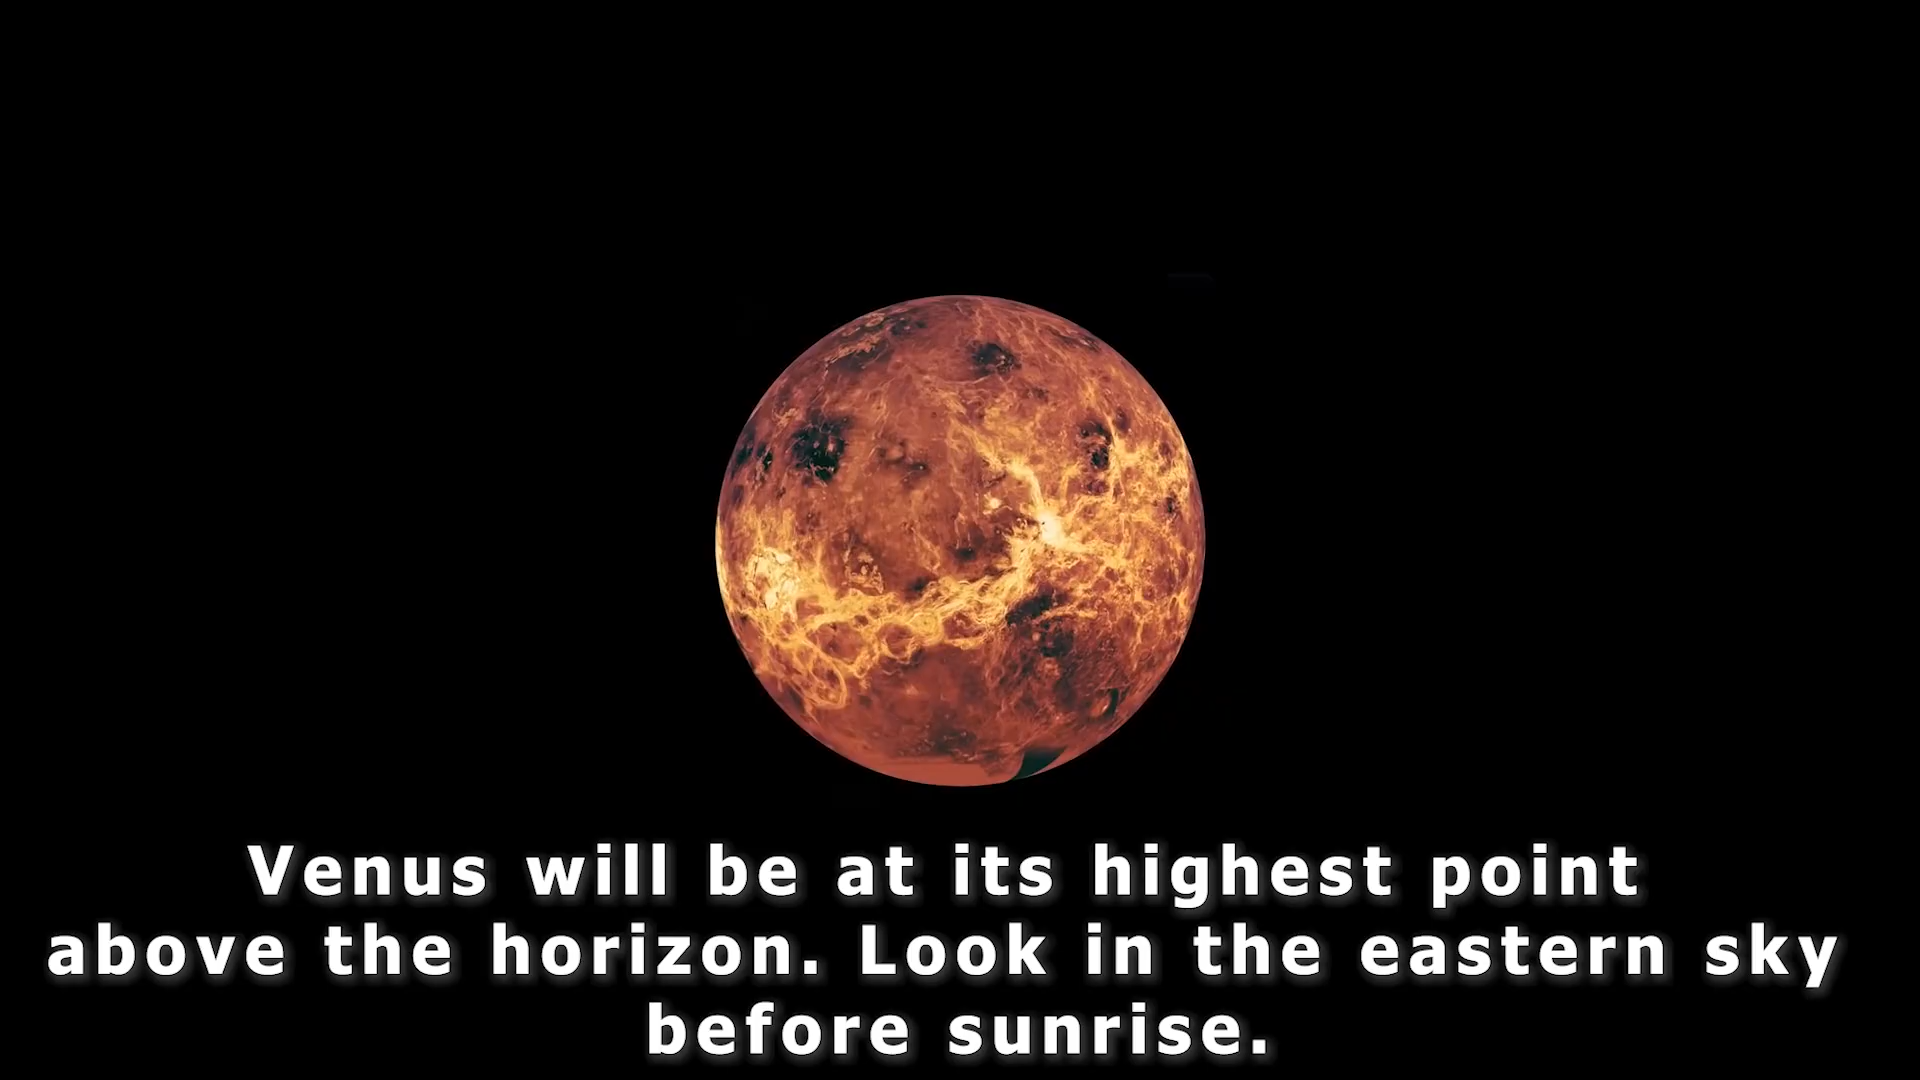 Venus will be at its highest point
above the horizon. Look in the eastern sky
before sunrise.